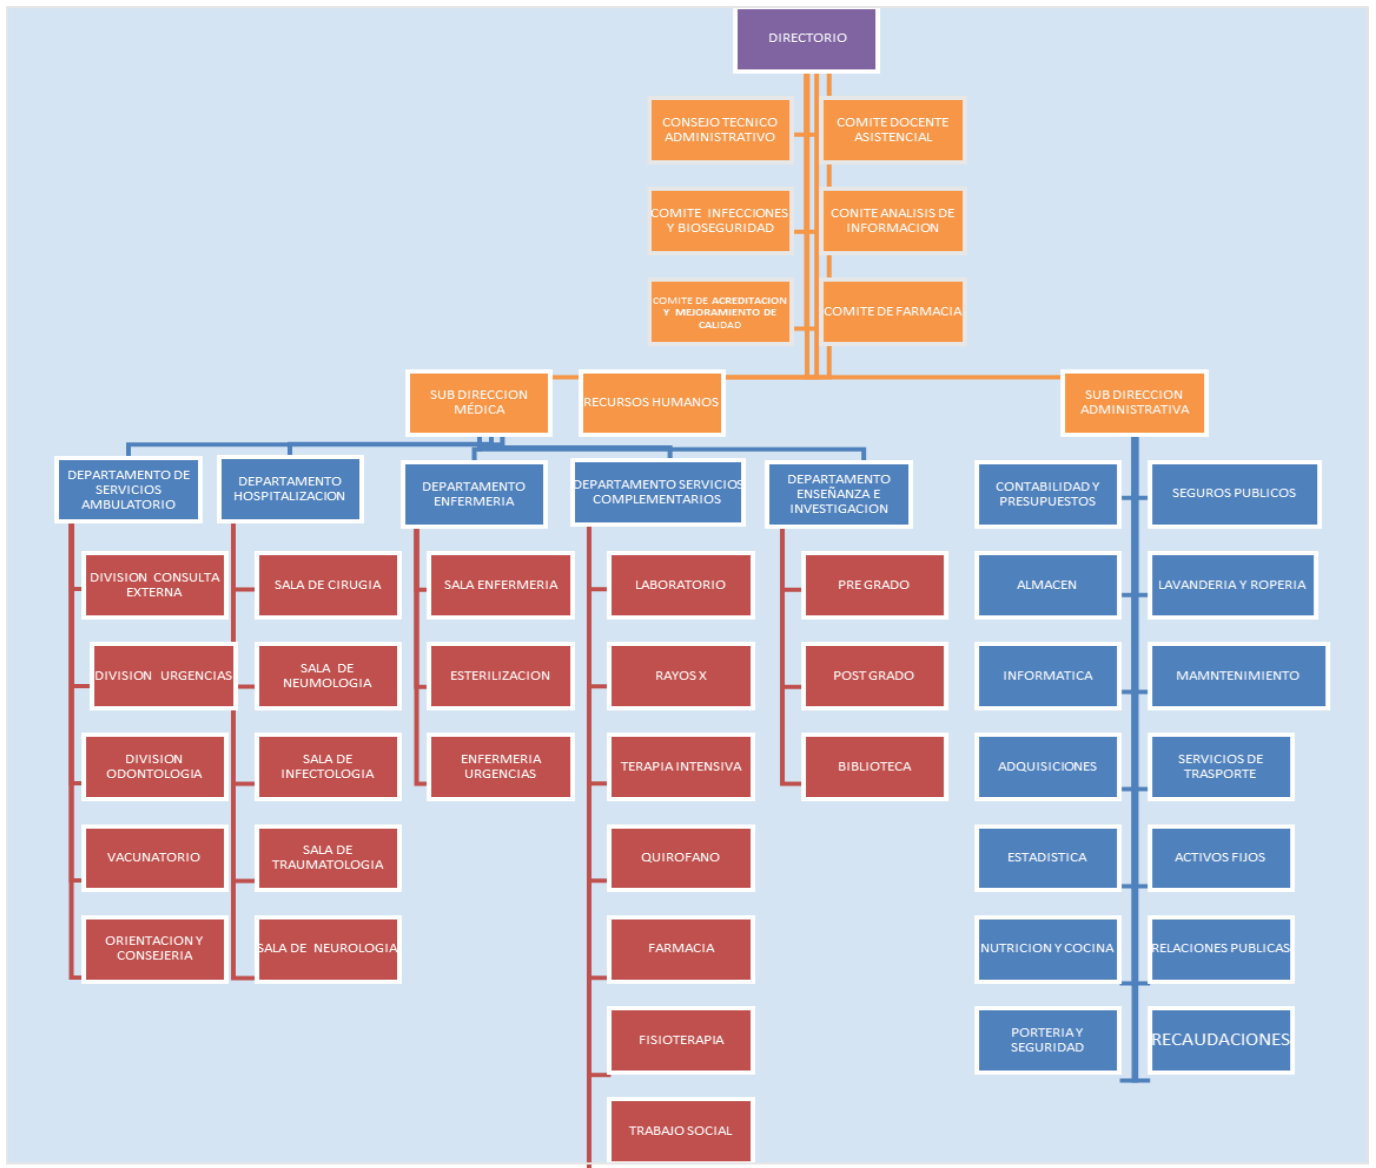 DIRECTORIO
CONSEJO TECNICO
ADMINISTRATIVO
COMITE DOCENTE
ASISTENCIAL
COMITE INFECCIONES
Y BIOSEGURIDAD
CONITE ANALISIS DE
INFORMACION
COMITE DE ACREDITACION
Y MEJORAMIENTO DE
CALIDAD
COMITE DE FARMACIA
SUB DIRECCION
MÉDICA
RECURSOS HUMANOS
SUB DIRECCION
ADMINISTRATIVA
DEPARTAMENTO DE
SERVICIOS
AMBULATORIO
DEPARTAMENTO
HOSPITALIZACION
DEPARTAMENTO
ENFERMERIA
DEPARTAMENTO SERVICIOS
COMPLEMENTARIOS
DEPARTAMENTO
ENSEÑANZA E
INVESTIGACION
CONTABILIDAD Y
PRESUPUESTOS
SEGUROS PUBLICOS
DIVISION CONSULTA
EXTERNA
SALA DE CIRUGIA
SALA ENFERMERIA
LABORATORIO
PRE GRADO
ALMACEN
LAVANDERIA Y ROPERIA
DIVISION URGENCIAS
SALA DE
NEUMOLOGIA
ESTERILIZACION
RAYOS X
POST GRADO
INFORMATICA
MAMNTENIMIENTO
DIVISION
ODONTOLOGIA
SALA DE
INFECTOLOGIA
ENFERMERIA
URGENCIAS
TERAPIA INTENSIVA
BIBLIOTECA
ADQUISICIONES
SERVICIOS DE
TRASPORTE
VACUNATORIO
SALA DE
TRAUMATOLOGIA
QUIROFANO
ESTADISTICA
ACTIVOS FIJOS
ORIENTACION Y
CONSEJERIA
SALA DE NEUROLOGIA
FARMACIA
NUTRICION Y COCINA
RELACIONES PUBLICAS
FISIOTERAPIA
PORTERIA Y
SEGURIDAD
RECAUDACIONES
TRABAJO SOCIAL